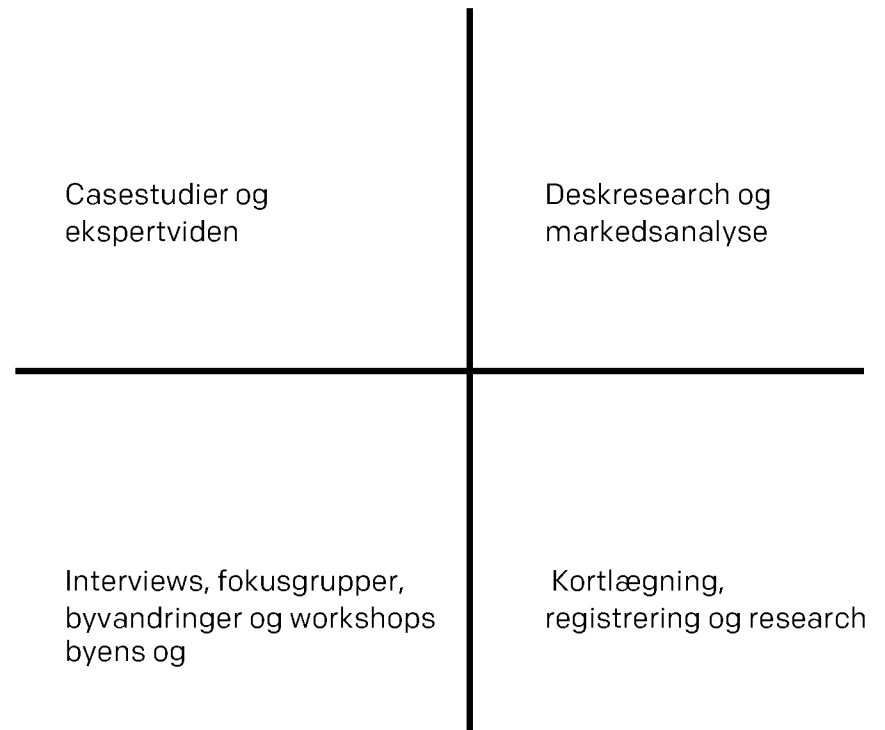 Casestudier og
ekspertviden
Deskresearch og
markedsanalyse
Interviews, fokusgrupper,
byvandringer og workshops
byens og
Kortlægning,
registrering og research